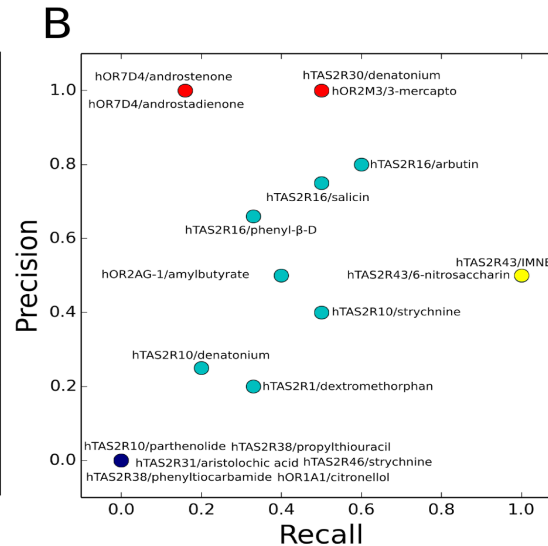 B
hOR7D4/androstenone
hTAS2R30/denatonium
1.0
hOR2M3/3-mercapto
hOR7D4/androstadienone
0.8
hTAS2R16/arbutin
hTAS2R16/salicin
0.6
hTAS2R16/phenyl-β-D
hTAS2R43/IMNB
hOR2AG-1/amylbutyrate
hTAS2R43/6-nitrosaccharin
0.4
hTAS2R10/strychnine
hTAS2R10/denatonium
0.2
hTAS2R1/dextromethorphan
hTAS2R10/parthenolide hTAS2R38/propylthiouracil
0.0
hTAS2R31/aristolochic acid hTAS2R46/strychnine
hTAS2R38/phenyltiocarbamide hOR1A1/citronellol
Precision
0.0 0.2 0.4 0.6 0.8 1.0
Recall